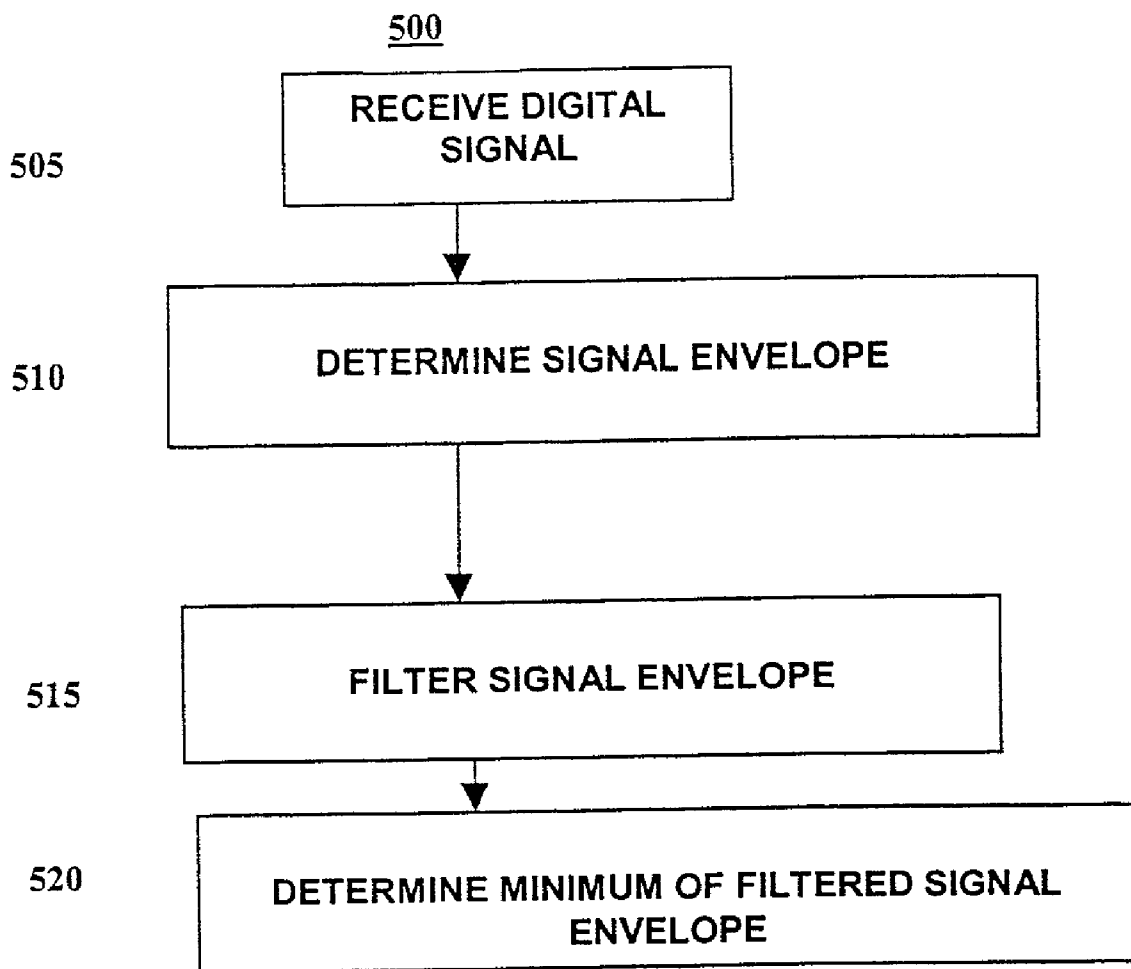 500
RECEIVE DIGITAL
SIGNAL
505
DETERMINE SIGNAL ENVELOPE
510
FILTER SIGNAL ENVELOPE
515
DETERMINE MINIMUM OF FILTERED SIGNAL
ENVELOPE
520